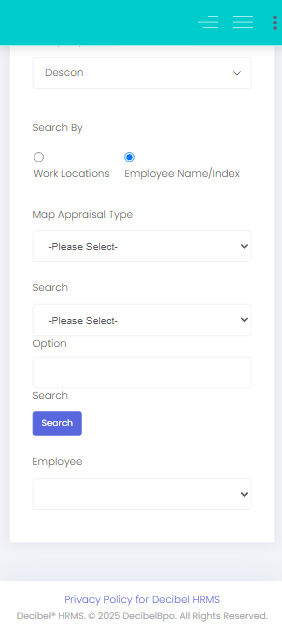 Descon
Search By
Work Locations
Employee Name/Index
Map Appraisal Type
-Please Select-
Search
-Please Select-
Option
Search
Search
Employee
Privacy Policy for Decibel HRMS
Decibel® HRMS. © 2025 DecibelBpo. All Rights Reserved.